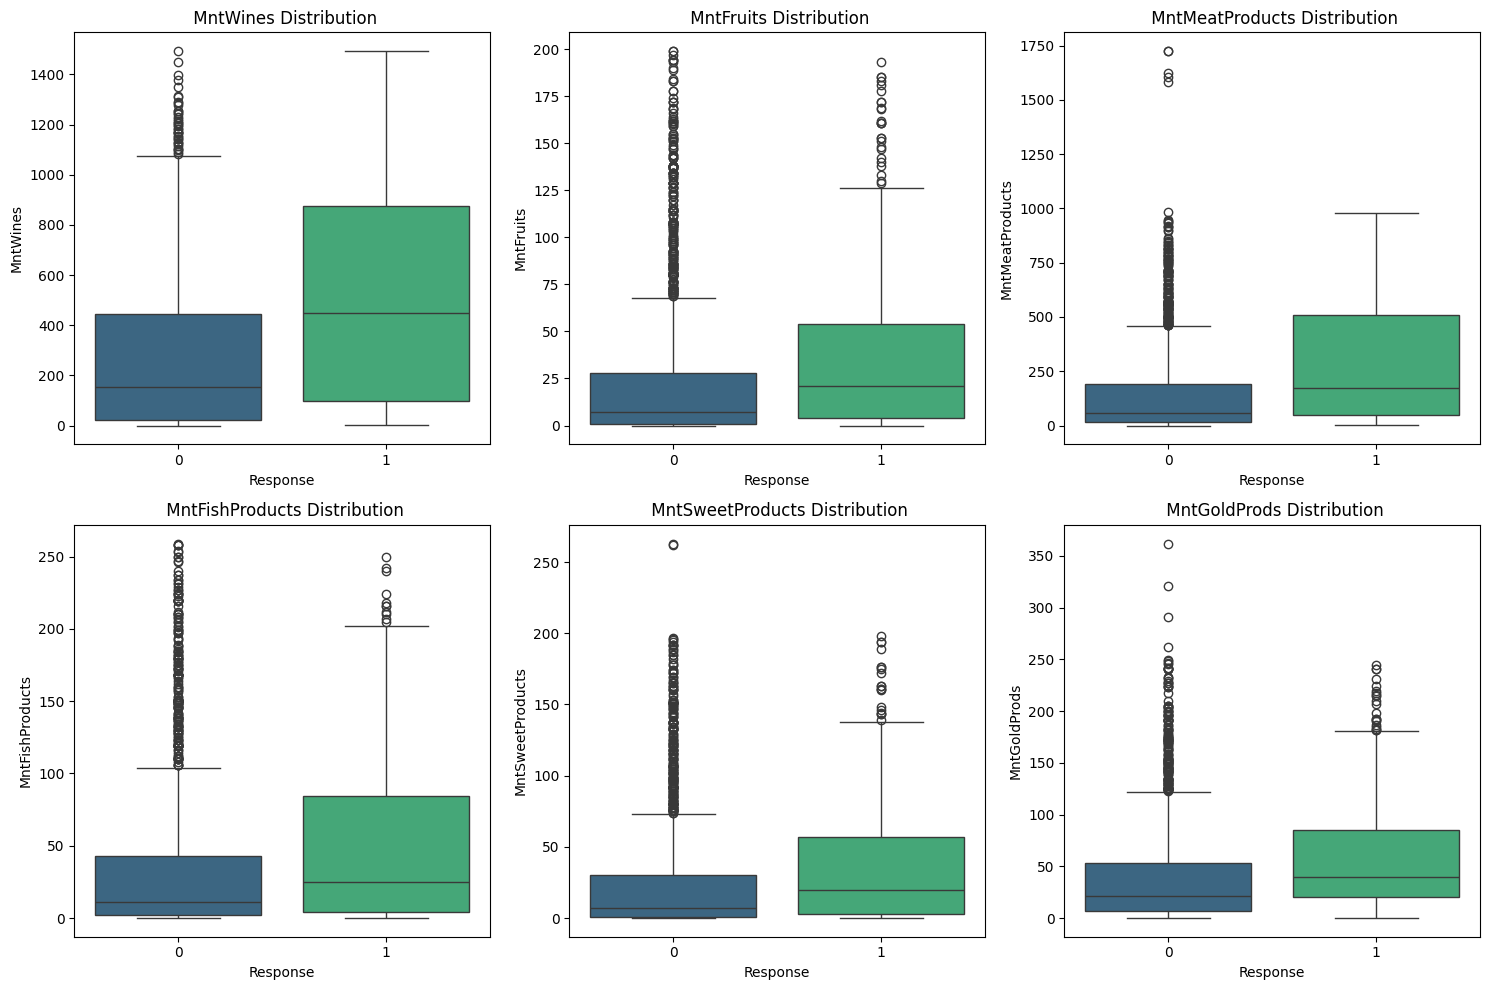 MntWines Distribution
MntWines
1400
1200
1000
800
600
400
200
0
0 1
Response
MntFruits Distribution
MntFruits
200
175
150
125
100
75
50
25
0
0 1
Response
MntMeatProducts Distribution
MntMeatProducts
1750
1500
1250
1000
750
500
250
0
0 1
Response
MntFishProducts Distribution
MntFishProducts
250
200
150
100
50
0
0 1
Response
MntSweetProducts Distribution
MntSweetProducts
250
200
150
100
50
0
0 1
Response
MntGoldProds Distribution
MntGoldProds
350
300
250
200
150
100
50
0
0 1
Response